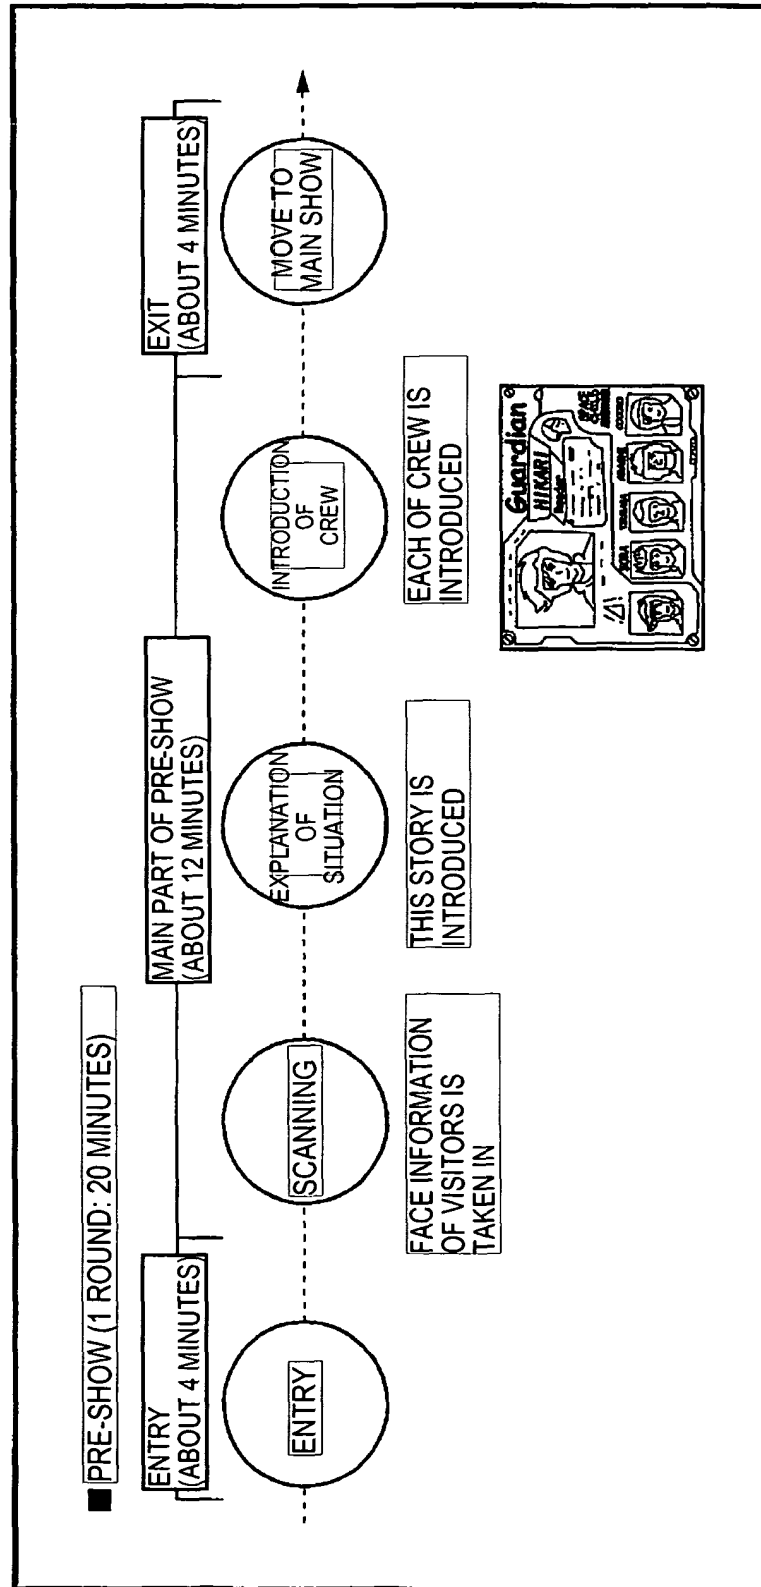 ■ PRE-SHOW (1 ROUND: 20 MINUTES)
ENTRY
(ABOUT 4 MINUTES)
MAIN PART OF PRE-SHOW
(ABOUT 12 MINUTES)
EXIT
(ABOUT 4 MINUTES)
ENTRY
SCANNING
EXPLANATION
OF
SITUATION
INTRODUCTION
OF
CREW
MOVE TO
MAIN SHOW
FACE INFORMATION
OF VISITORS IS
TAKEN IN
THIS STORY IS
INTRODUCED
EACH OF CREW IS
INTRODUCED
Guardian
HIKARI